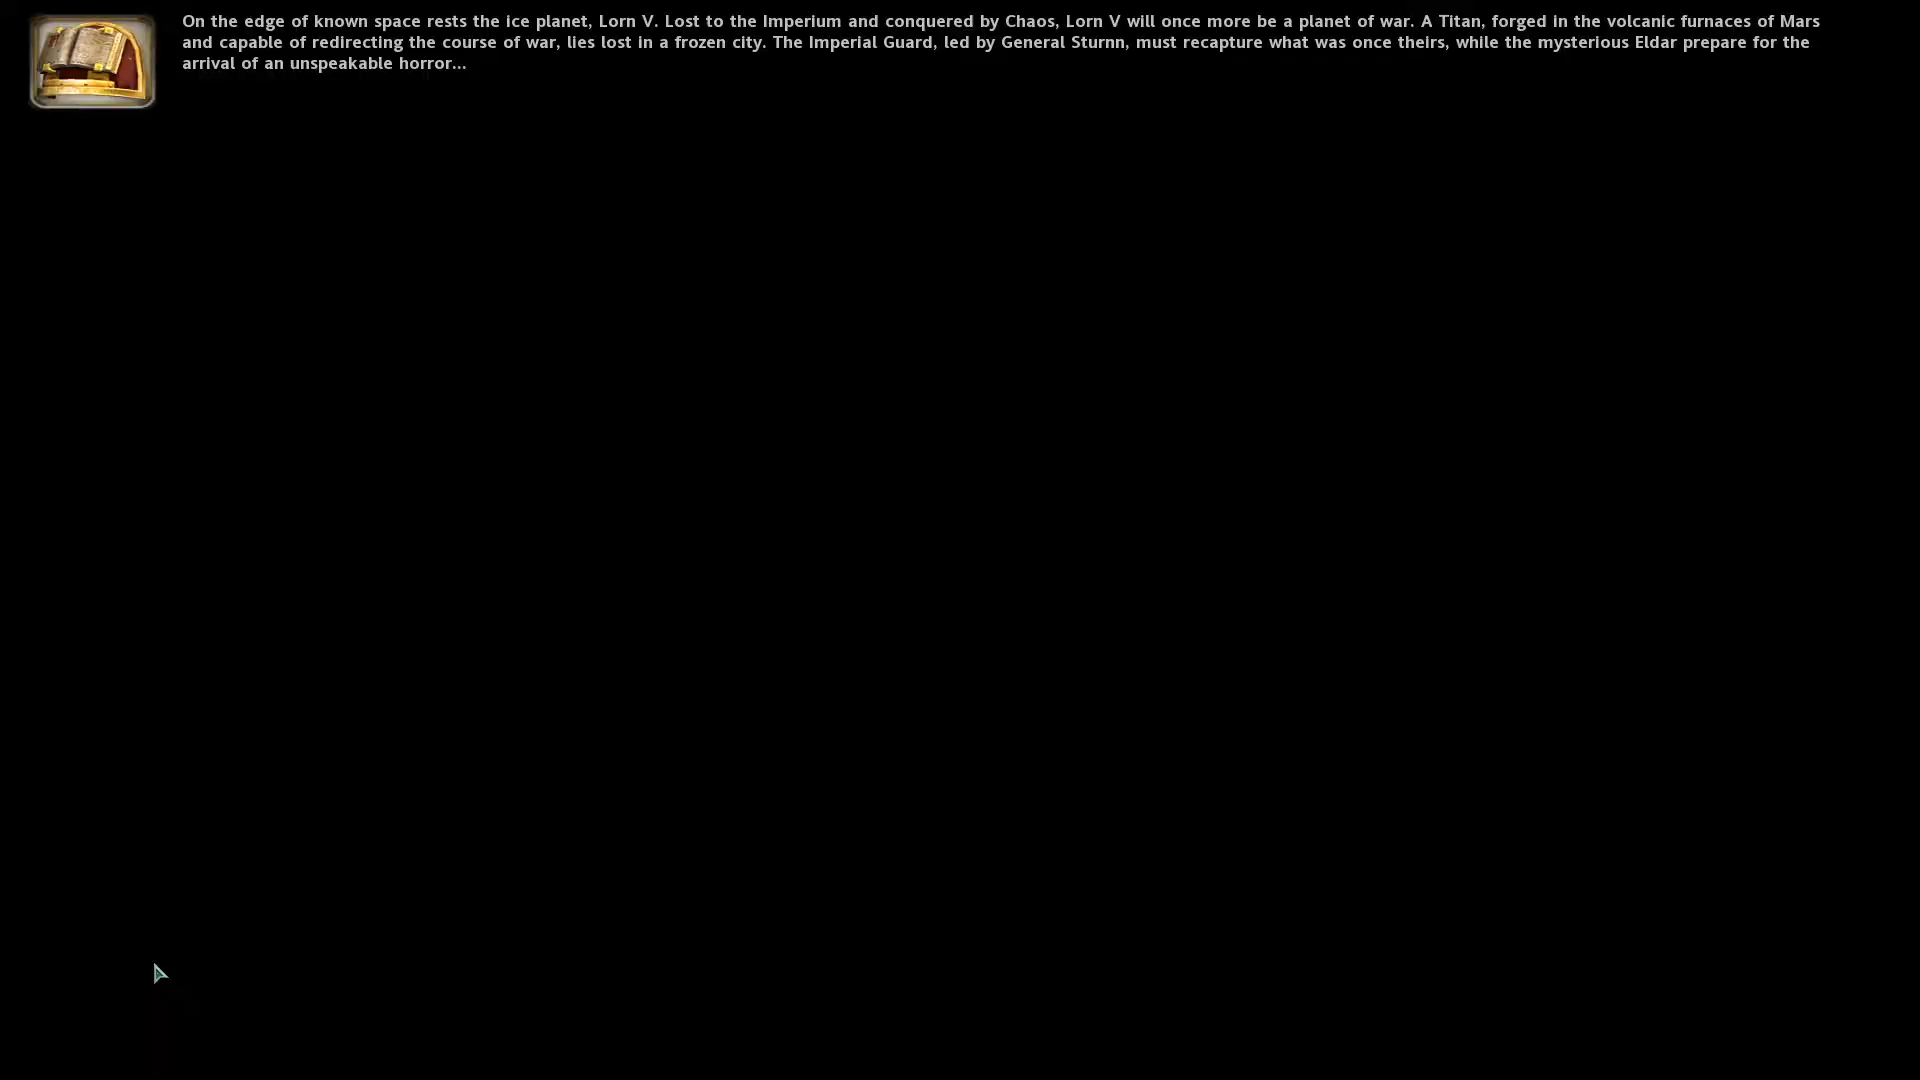 On the edge of known space rests the ice planet, Lorn V. Lost to the Imperium and conquered by Chaos, Lorn V will once more be a planet of war. A Titan, forged in the volcanic furnaces of Mars
and capable of redirecting the course of war, lies lost in a frozen city. The Imperial Guard, led by General Sturnn, must recapture what was once theirs, while the mysterious Eldar prepare for the
arrival of an unspeakable horror...